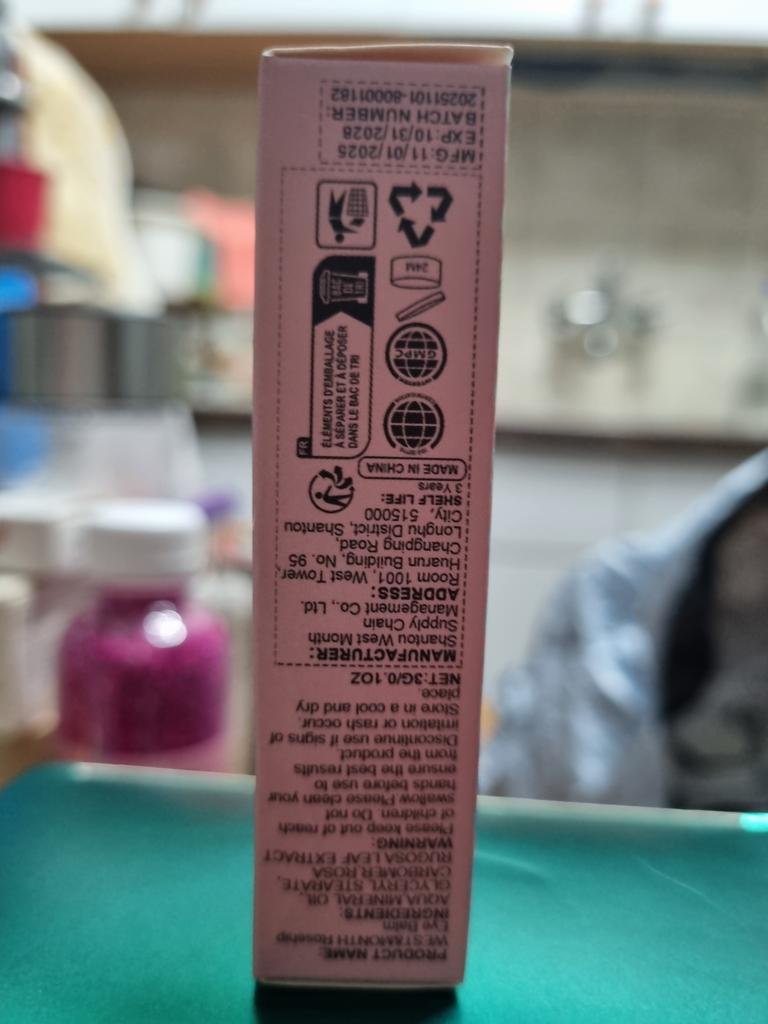 PRODUCT NAME:
WEST&MONTH Rosehip
Eye Balm
INGREDIENTS:
AQUA,MINERAL OIL,
GLYCERYL STEARATE,
CARBOMER,ROSA
RUGOSA LEAF EXTRACT
WARNING:
Please keep out of reach
of children. Do not
swallow.Please clean your
hands before use to
ensure the best results
from the product.
Discontinue use if signs of
irritation or rash occur.
Store in a cool and dry
place.
NET:3G/0.1OZ
MANUFACTURER:
Shantou West Month
Supply Chain
Management Co., Ltd.
ADDRESS:
Room 1001, West Tower,
Huarun Building, No. 95
Changping Road,
Longhu District, Shantou
City, 515000
SHELF LIFE:
3 Years
MADE IN CHINA
FR
ÉLÉMENTS D'EMBALLAGE
À SÉPARER ET À DÉPOSER
DANS LE BAC DE TRI
BAC
DE
TRI
GMPC
24M
MFG:11/01/2025
EXP:10/31/2028
BATCH NUMBER:
20251101-80001182